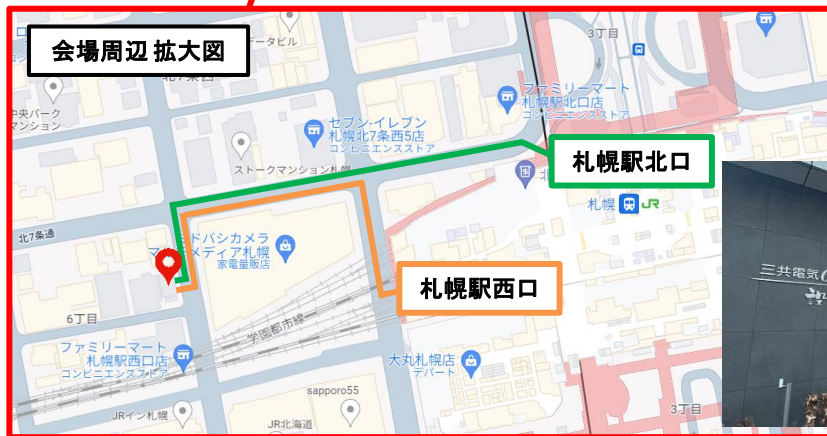 会場周辺 拡大図
データビル
3丁目
北7条西
中央パーク
マンション
ファミリーマート
札幌駅北口店
コンビニエンスストア
セブン-イレブン
札幌北7条西5店
コンビニエンスストア
ストークマンション札幌
札幌駅北口
札幌
JR
北7条通
ヨドバシカメラ
マルチメディア札幌
家電量販店
三共電気
札幌駅西口
6丁目
学園都市線
ファミリーマート
札幌駅西口店
コンビニエンスストア
大丸札幌店
デパート
sapporo55
JRイン札幌
JR北海道
3丁目